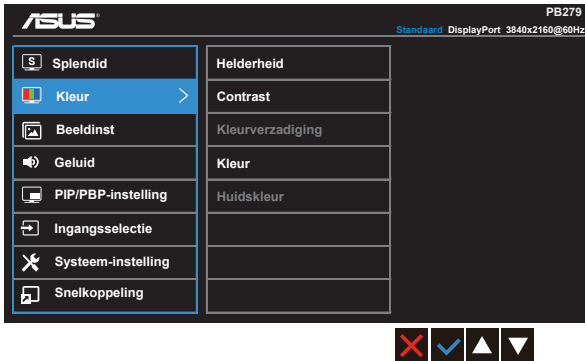 ASUS
PB279
Standaard DisplayPort 3840x2160@60Hz
S Splendid
Kleur
Beeldinst
Geluid
PIP/PBP-instelling
Ingangsselectie
Systeem-instelling
Snelkoppeling
Helderheid
Contrast
Kleurverzadiging
Kleur
Huidskleur